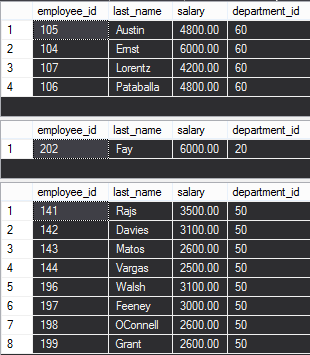 employee_id last_name salary department_id
1 105 Austin 4800.00 60
2 104 Ernst 6000.00 60
3 107 Lorentz 4200.00 60
4 106 Pataballa 4800.00 60
employee_id last_name salary department_id
1 202 Fay 6000.00 20
employee_id last_name salary department_id
1 141 Rajs 3500.00 50
2 142 Davies 3100.00 50
3 143 Matos 2600.00 50
4 144 Vargas 2500.00 50
5 196 Walsh 3100.00 50
6 197 Feeney 3000.00 50
7 198 OConnell 2600.00 50
8 199 Grant 2600.00 50